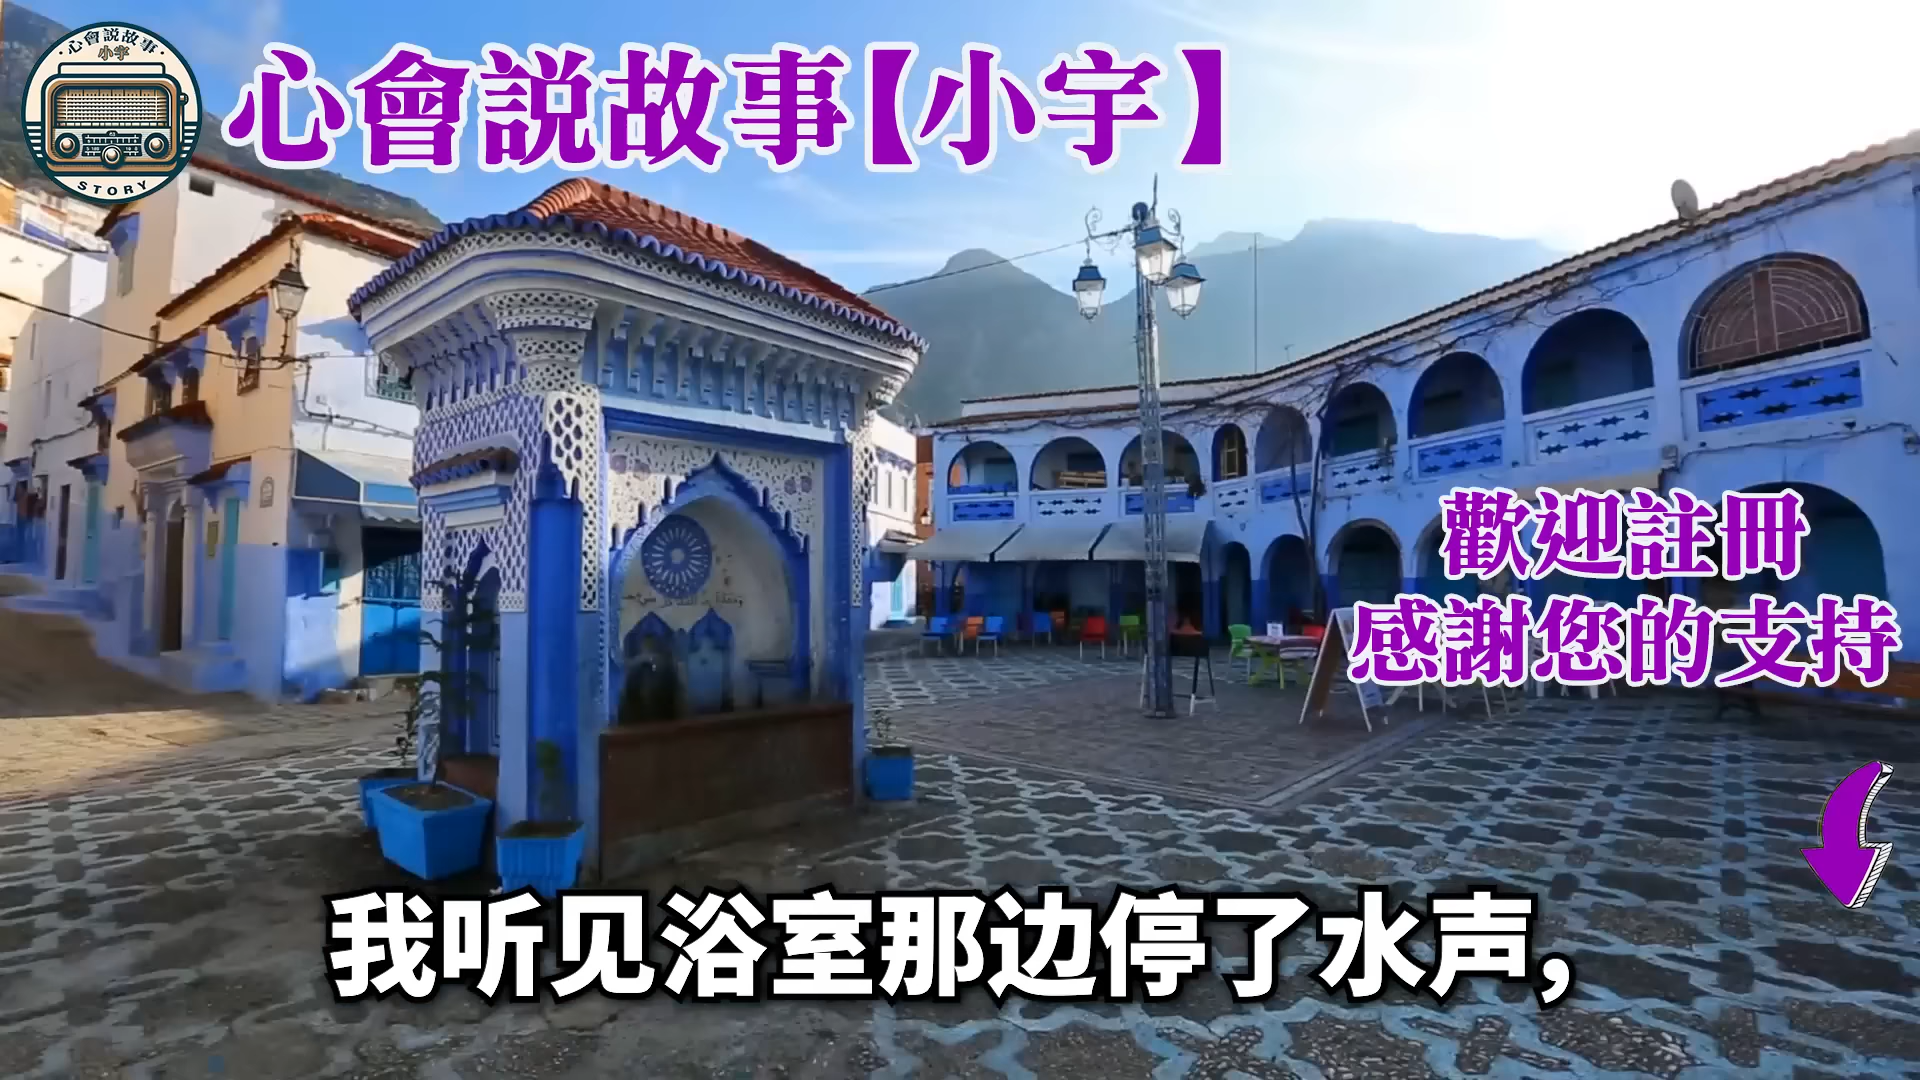 ·心會説故事·
小宇
STORY
心會説故事【小宇】
歡迎註冊
感謝您的支持
我听见浴室那边停了水声,